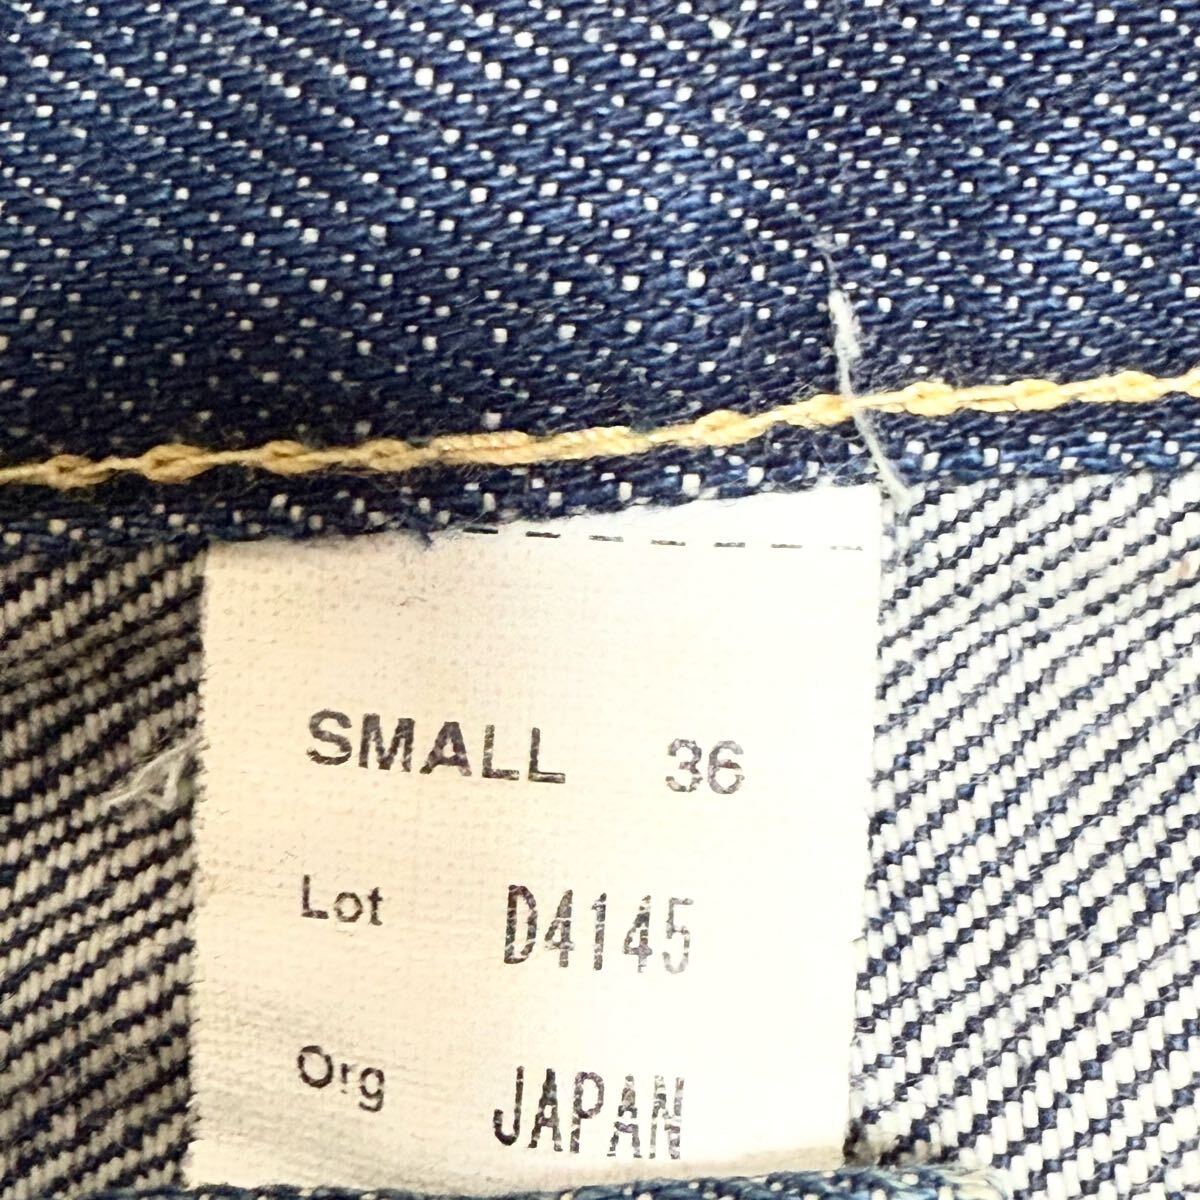 SMALL 36
Lot D4145
Org JAPAN